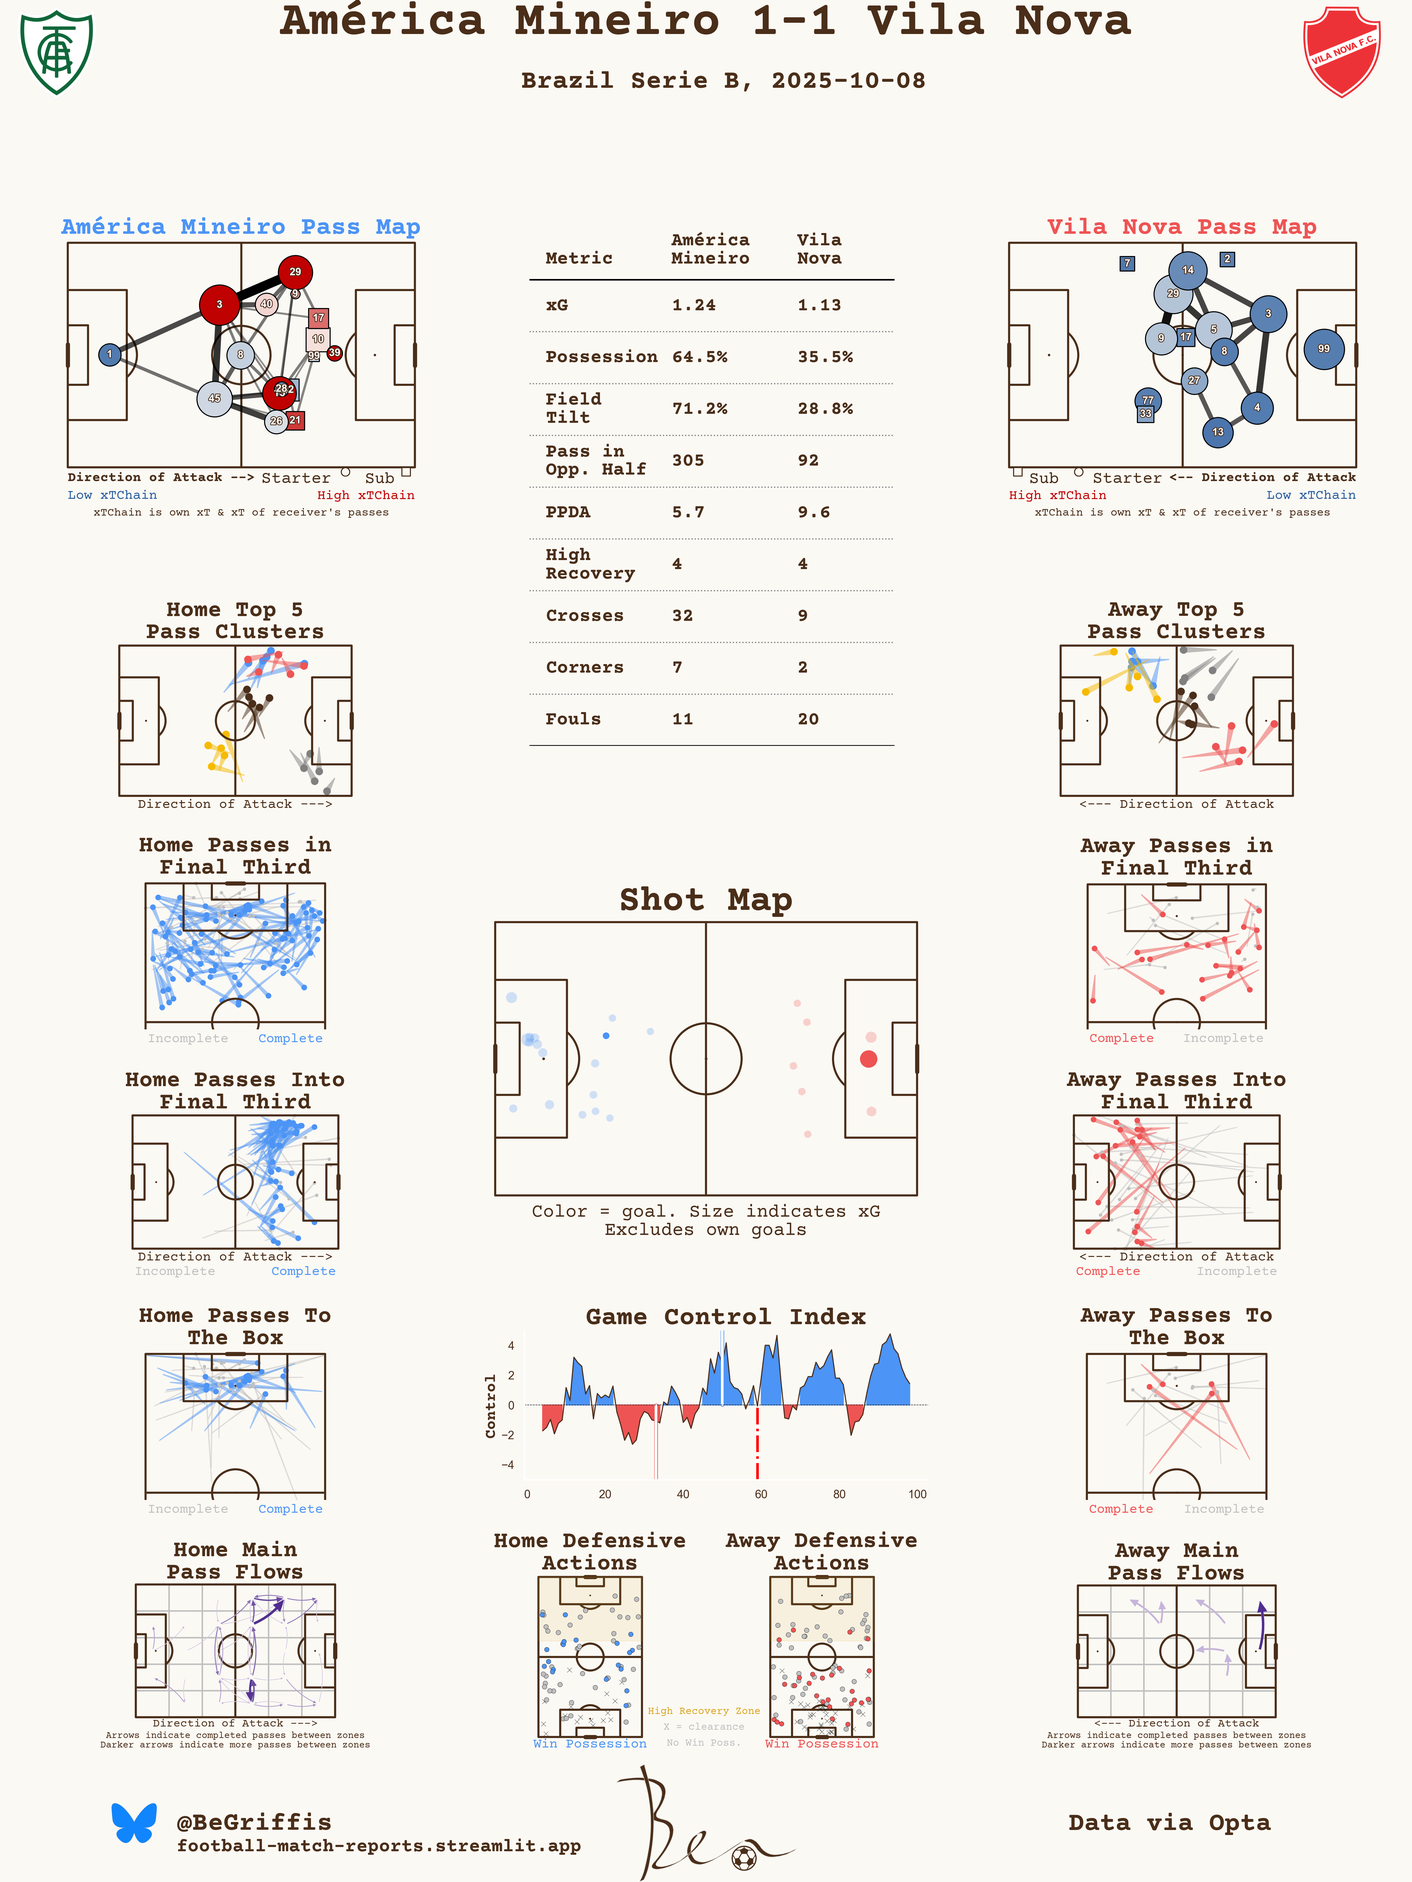 América Mineiro 1-1 Vila Nova
VILA NOVA F.C.
Brazil Serie B, 2025-10-08
América Mineiro Pass Map
29
9
3
40
17
10
1
8
98
39
28
2
45
26
21
Direction of Attack --> Starter Sub
Low xTChain High xTChain
xTChain is own xT & xT of receiver's passes
Metric América Mineiro Vila Nova
xG 1.24 1.13
Possession 64.5% 35.5%
Field Tilt 71.2% 28.8%
Pass in Opp. Half 305 92
PPDA 5.7 9.6
High Recovery 4 4
Crosses 32 9
Corners 7 2
Fouls 11 20
Vila Nova Pass Map
7
14
2
29
3
5
9
17
8
99
27
77
33
4
13
Sub Starter <-- Direction of Attack
High xTChain Low xTChain
xTChain is own xT & xT of receiver's passes
Home Top 5
Pass Clusters
Direction of Attack --->
Away Top 5
Pass Clusters
<--- Direction of Attack
Home Passes in
Final Third
Incomplete Complete
Away Passes in
Final Third
Complete Incomplete
Shot Map
Color = goal. Size indicates xG
Excludes own goals
Home Passes Into
Final Third
Direction of Attack --->
Incomplete Complete
Away Passes Into
Final Third
<--- Direction of Attack
Complete Incomplete
Home Passes To
The Box
Incomplete Complete
Game Control Index
Control
4
2
0
−2
−4
0 20 40 60 80 100
Away Passes To
The Box
Complete Incomplete
Home Main
Pass Flows
Direction of Attack --->
Arrows indicate completed passes between zones
Darker arrows indicate more passes between zones
Home Defensive
Actions
Win Possession
Away Defensive
Actions
Win Possession
High Recovery Zone
X = clearance
No Win Poss.
Away Main
Pass Flows
<--- Direction of Attack
Arrows indicate completed passes between zones
Darker arrows indicate more passes between zones
@BeGriffis
football-match-reports.streamlit.app
Ben
Data via Opta